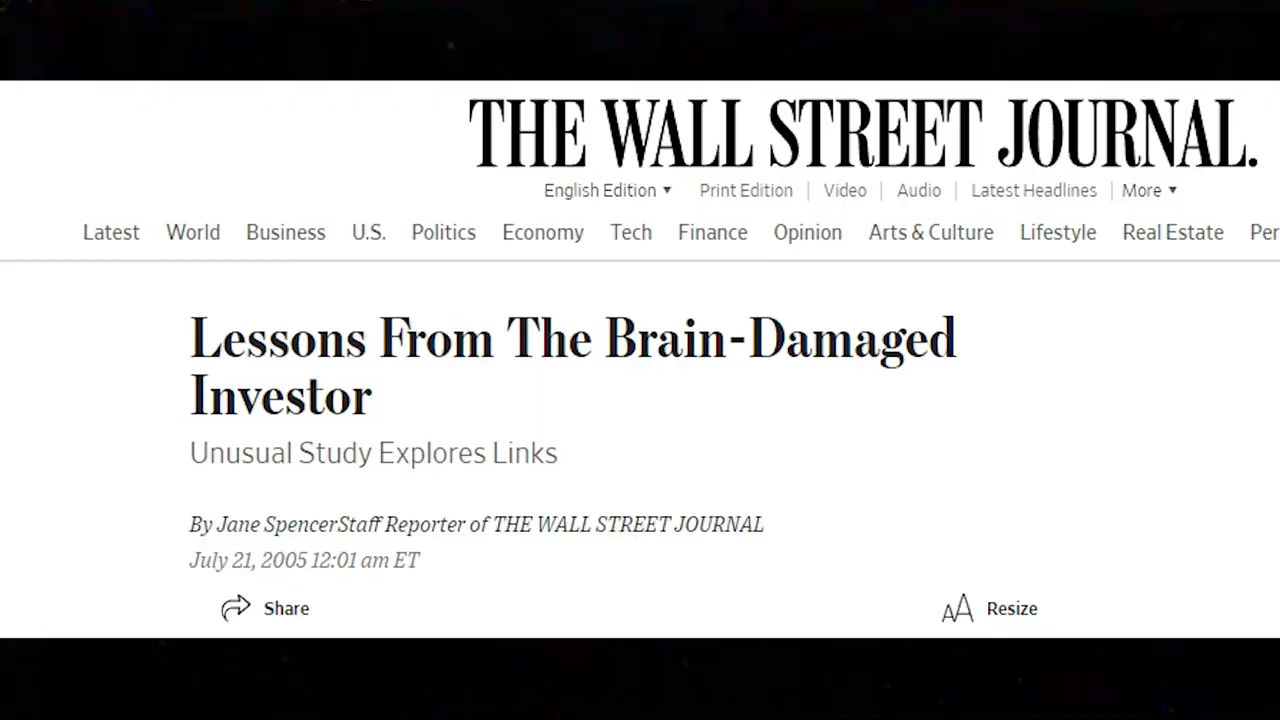 THE WALL STREET JOURNAL.
English Edition ▼ Print Edition | Video | Audio | Latest Headlines | More ▼
Latest World Business U.S. Politics Economy Tech Finance Opinion Arts & Culture Lifestyle Real Estate Per
Lessons From The Brain-Damaged
Investor
Unusual Study Explores Links
By Jane SpencerStaff Reporter of THE WALL STREET JOURNAL
July 21, 2005 12:01 am ET
Share
AA Resize